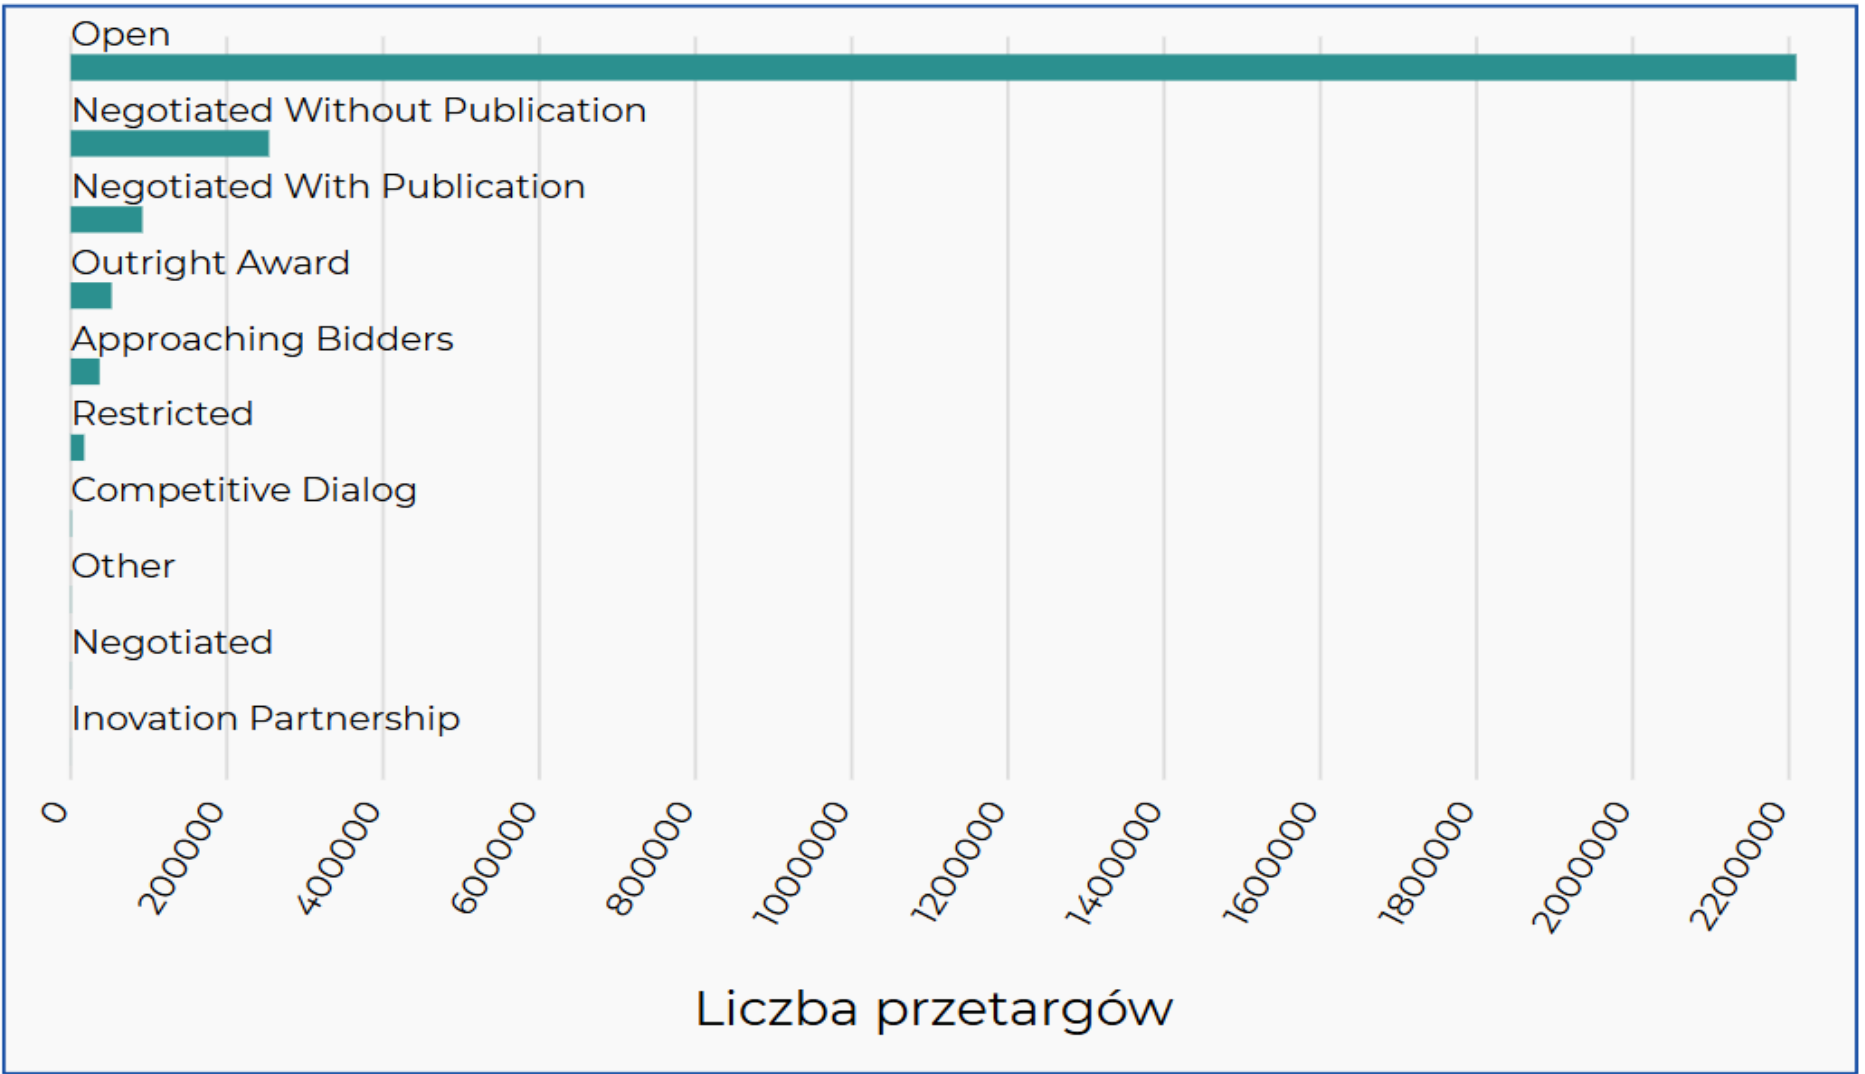 Open
Negotiated Without Publication
Negotiated With Publication
Outright Award
Approaching Bidders
Restricted
Competitive Dialog
Other
Negotiated
Inovation Partnership
0
200000
400000
600000
800000
1000000
1200000
1400000
1600000
1800000
2000000
2200000
Liczba przetargów